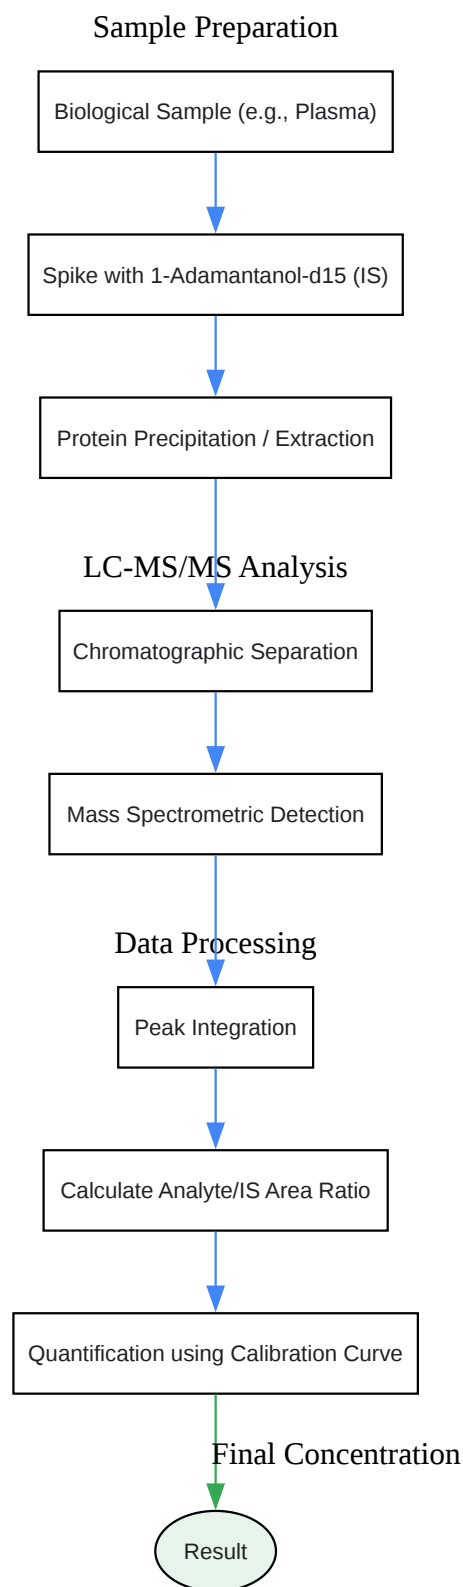 Sample Preparation
Biological Sample (e.g., Plasma)
Spike with 1-Adamantanol-d15 (IS)
Protein Precipitation / Extraction
LC-MS/MS Analysis
Chromatographic Separation
Mass Spectrometric Detection
Data Processing
Peak Integration
Calculate Analyte/IS Area Ratio
Quantification using Calibration Curve
Final Concentration
Result